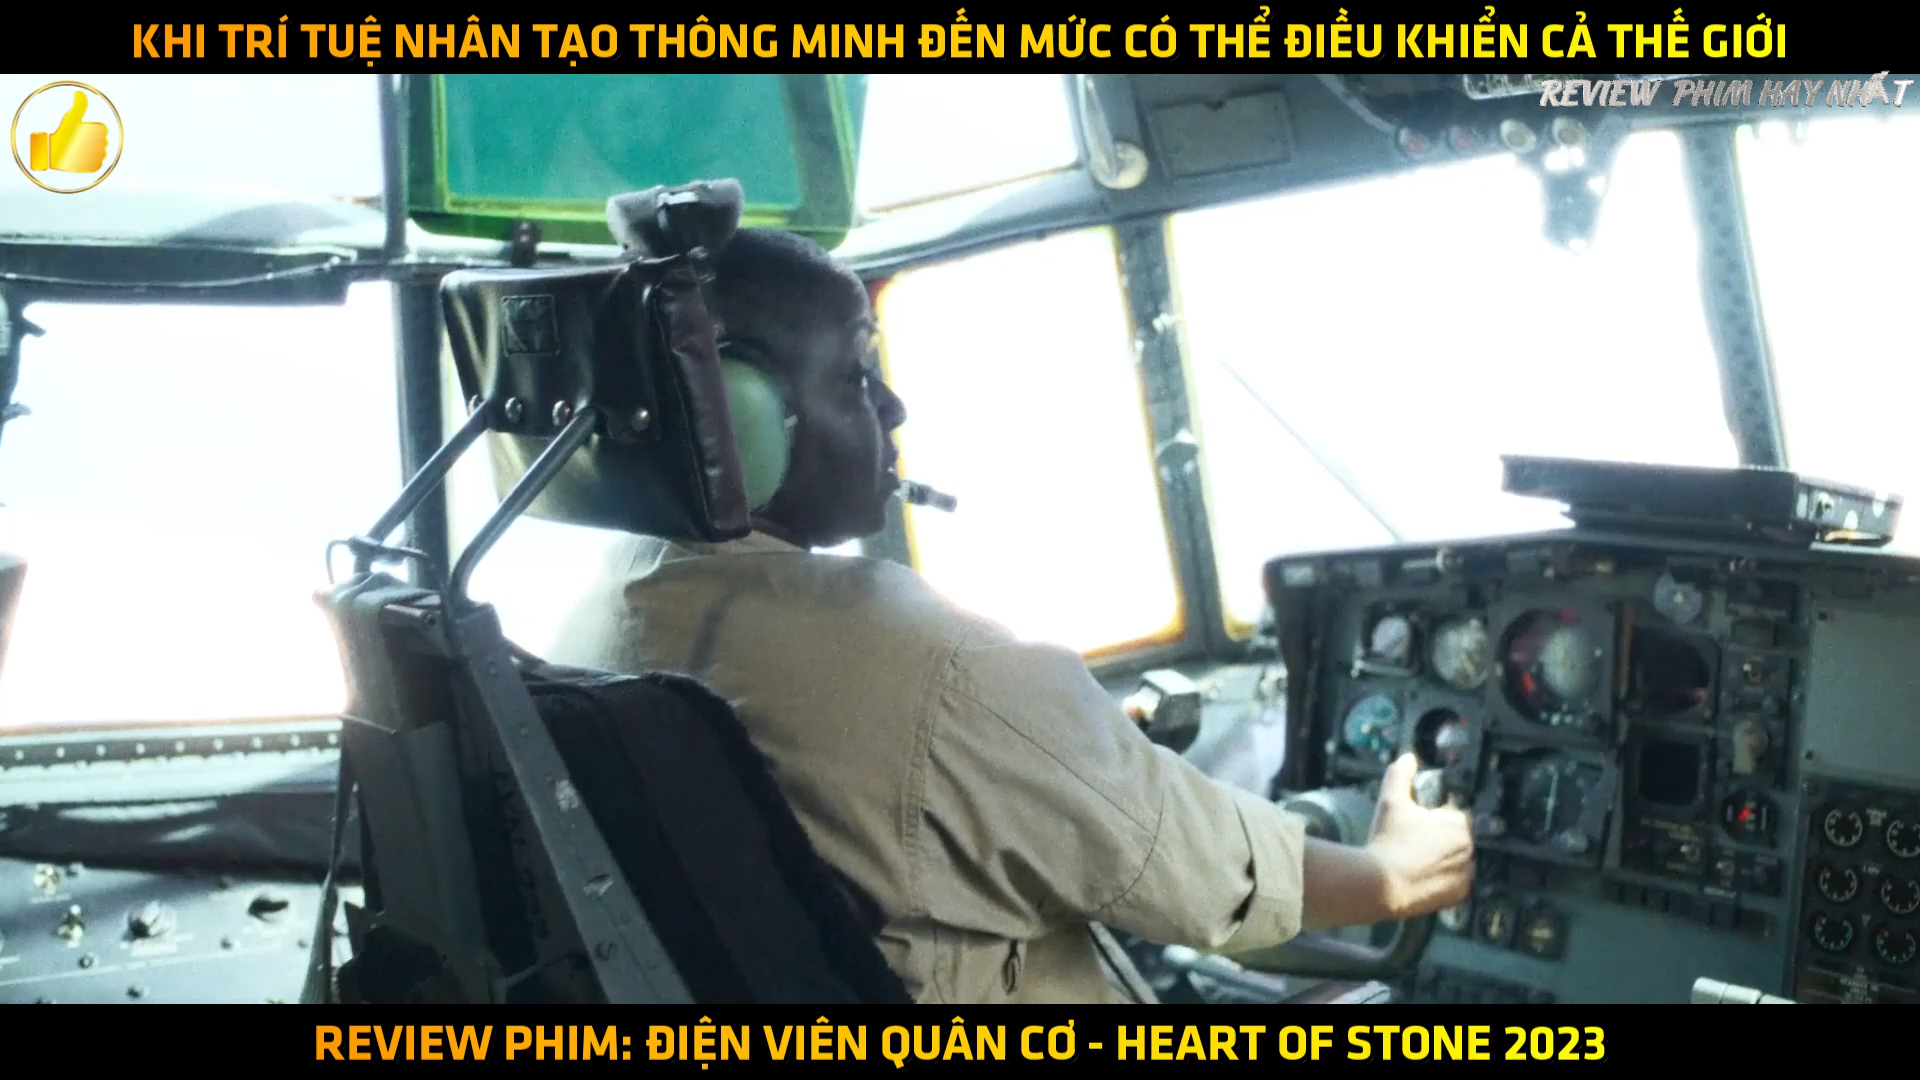 KHI TRÍ TUỆ NHÂN TẠO THÔNG MINH ĐẾN MỨC CÓ THỂ ĐIỀU KHIỂN CẢ THẾ GIỚI
REVIEW PHIM HAY NHẤT
REVIEW PHIM: ĐIỆN VIÊN QUÂN CƠ - HEART OF STONE 2023